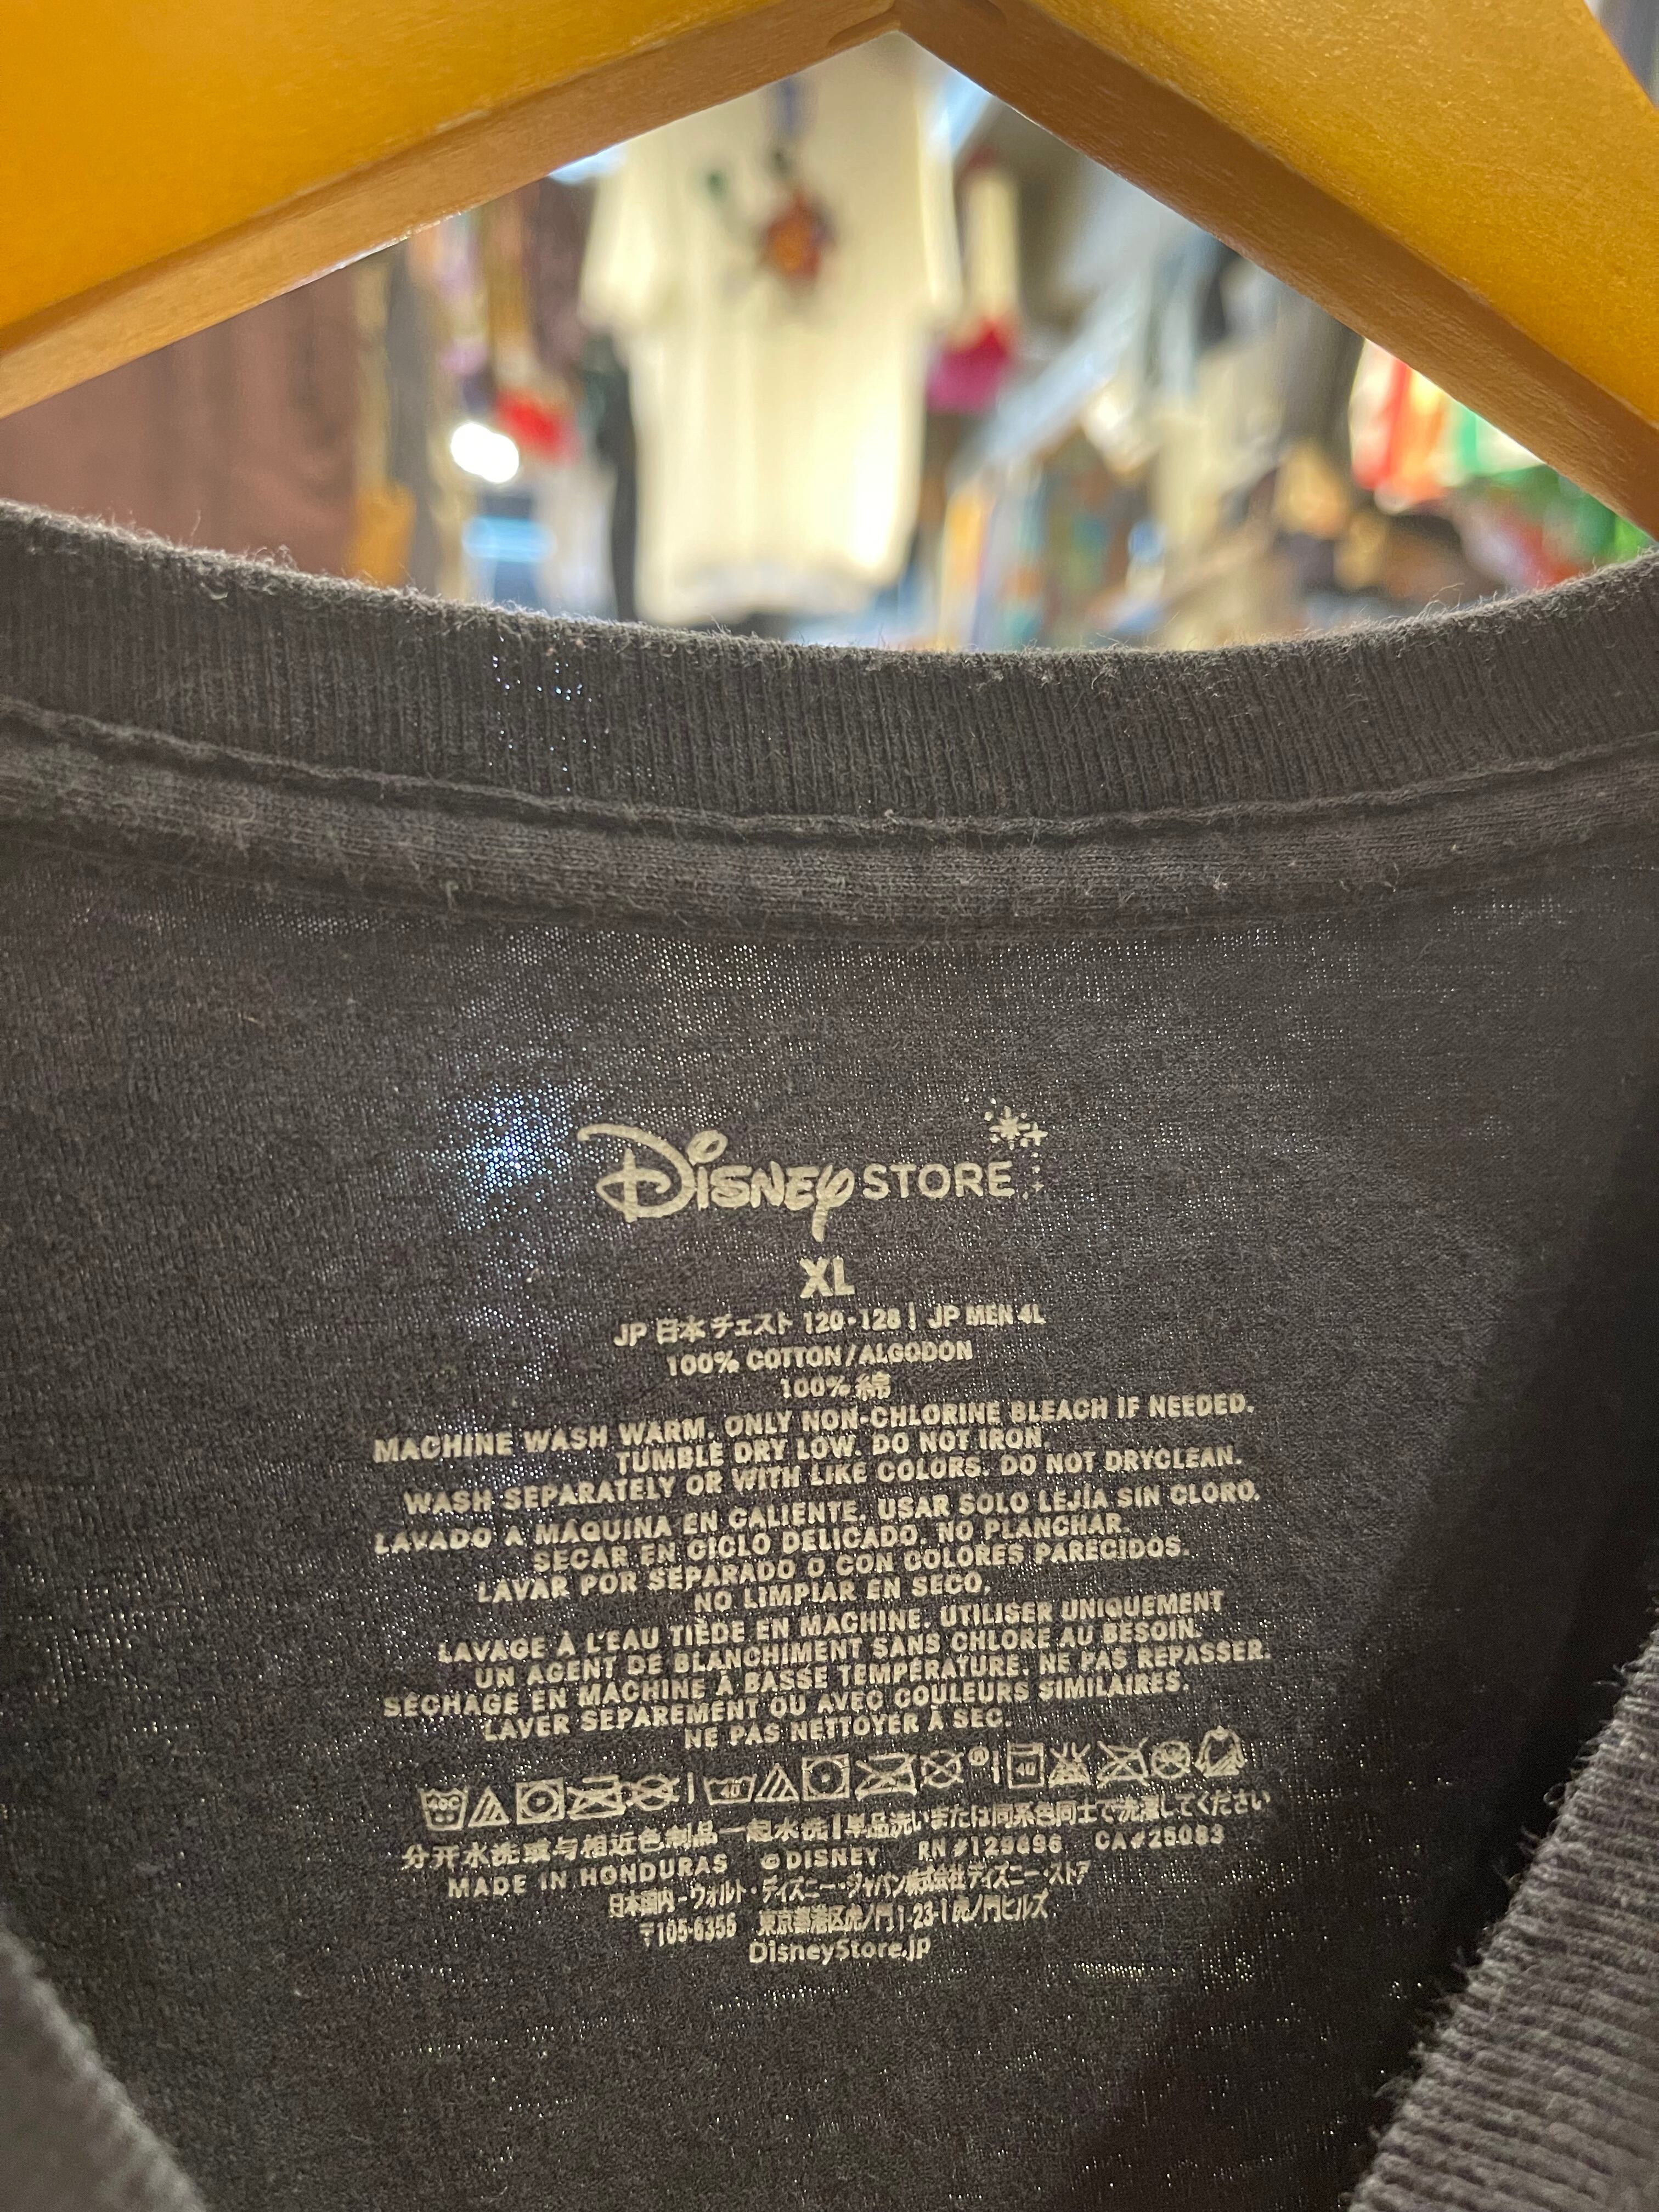 Disney STORE
XL
JP 日本 チェスト 120-128 | JP MEN 4L
100% COTTON/ALGODON
100% 綿
MACHINE WASH WARM. ONLY NON-CHLORINE BLEACH IF NEEDED.
TUMBLE DRY LOW. DO NOT IRON.
WASH SEPARATELY OR WITH LIKE COLORS. DO NOT DRYCLEAN.
LAVADO A MÁQUINA EN CALIENTE. USAR SOLO LEJÍA SIN CLORO.
SECAR EN CICLO DELICADO. NO PLANCHAR.
LAVAR POR SEPARADO O CON COLORES PARECIDOS.
NO LIMPIAR EN SECO.
LAVAGE À L'EAU TIÈDE EN MACHINE. UTILISER UNIQUEMENT
UN AGENT DE BLANCHIMENT SANS CHLORE AU BESOIN.
SÉCHAGE EN MACHINE À BASSE TEMPÉRATURE. NE PAS REPASSER.
LAVER SÉPAREMENT OU AVEC COULEURS SIMILAIRES.
NE PAS NETTOYER À SEC.
40 40
分开水洗或与相近色制品一起水洗 | 単品洗いまたは同系色同士で洗濯してください
MADE IN HONDURAS ©DISNEY RN#129696 CA#25083
日本国内-ウォルト・ディズニー・ジャパン株式会社ディズニー・ストア
〒105-6355 東京都港区虎ノ門1-23-1虎ノ門ヒルズ
DisneyStore.jp